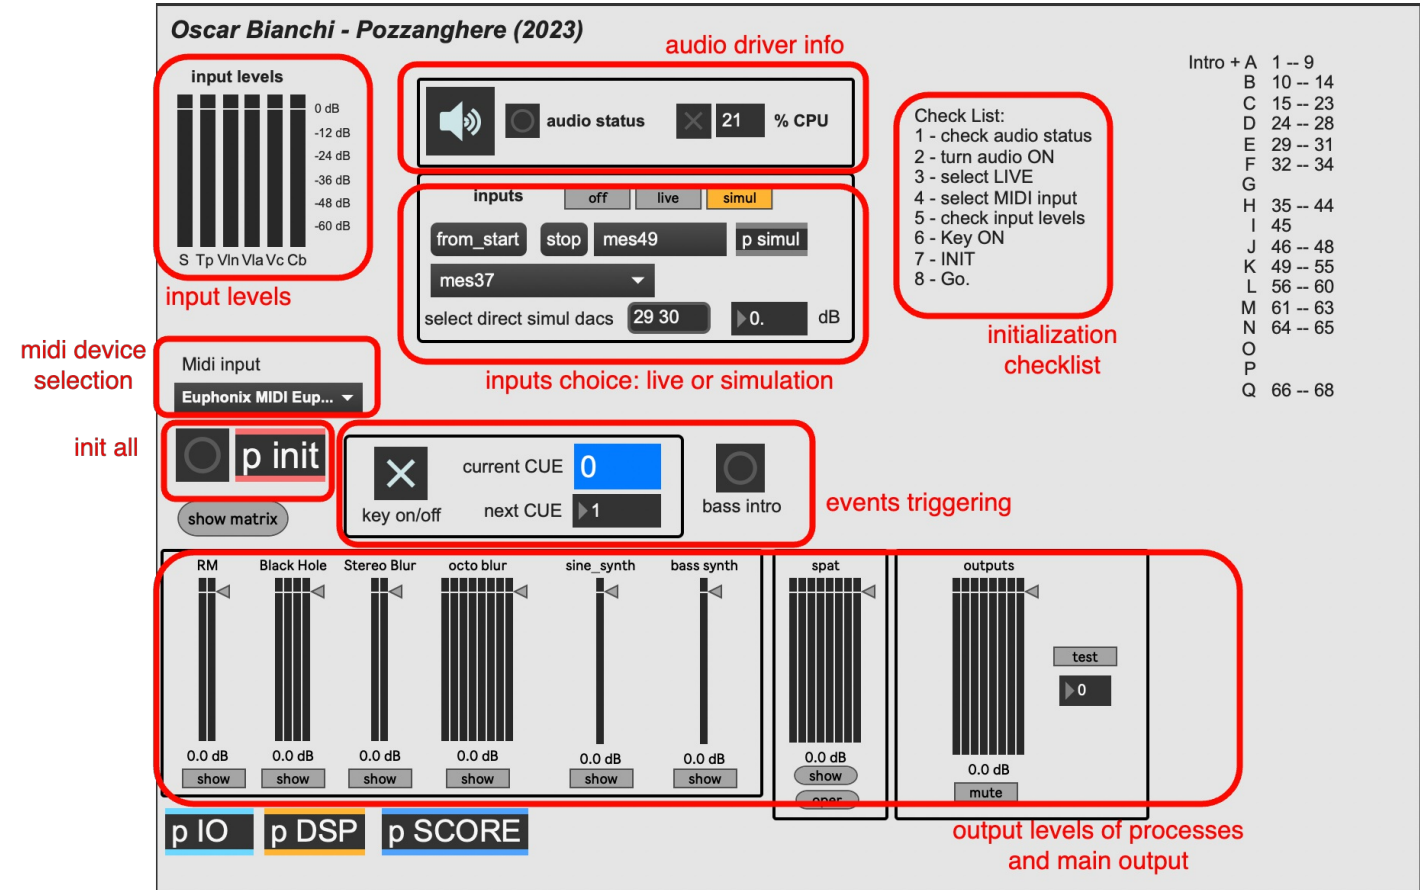 Oscar Bianchi - Pozzanghere (2023)
audio driver info
input levels
0 dB
-12 dB
-24 dB
-36 dB
-48 dB
-60 dB
S Tp Vln Vla Vc Cb
input levels
audio status
21 % CPU
inputs off live simul
from_start stop mes49 p simul
mes37
select direct simul dacs 29 30 0. dB
inputs choice: live or simulation
Check List:
1 - check audio status
2 - turn audio ON
3 - select LIVE
4 - select MIDI input
5 - check input levels
6 - Key ON
7 - INIT
8 - Go.
initialization
checklist
Intro + A 1 -- 9
B 10 -- 14
C 15 -- 23
D 24 -- 28
E 29 -- 31
F 32 -- 34
G
H 35 -- 44
I 45
J 46 -- 48
K 49 -- 55
L 56 -- 60
M 61 -- 63
N 64 -- 65
O
P
Q 66 -- 68
midi device
selection
Midi input
Euphonix MIDI Eup...
init all
p init
show matrix
key on/off
current CUE 0
next CUE 1
bass intro
events triggering
RM Black Hole Stereo Blur octo blur sine_synth bass synth spat outputs
test
0
0.0 dB 0.0 dB 0.0 dB 0.0 dB 0.0 dB 0.0 dB 0.0 dB 0.0 dB
show show show show show show show mute
oper
p IO p DSP p SCORE
output levels of processes
and main output